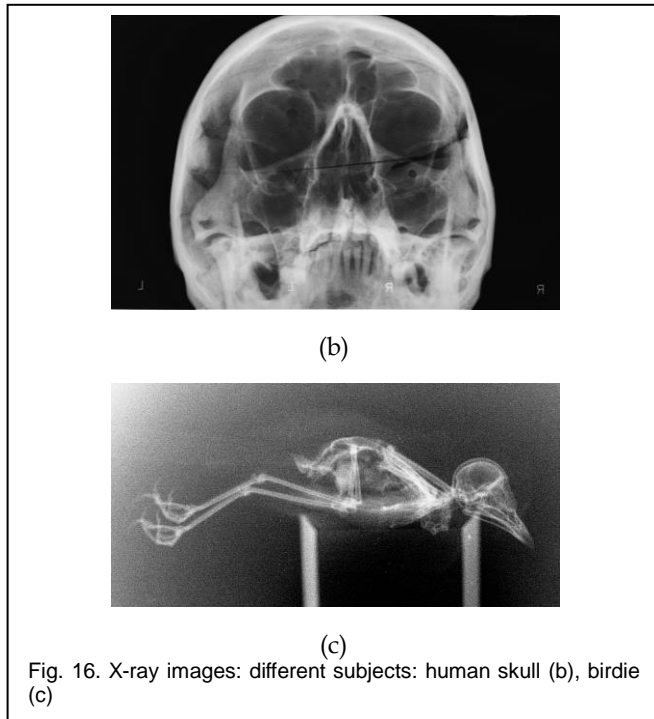 L L R R
(b)
(c)
Fig. 16. X-ray images: different subjects: human skull (b), birdie
(c)